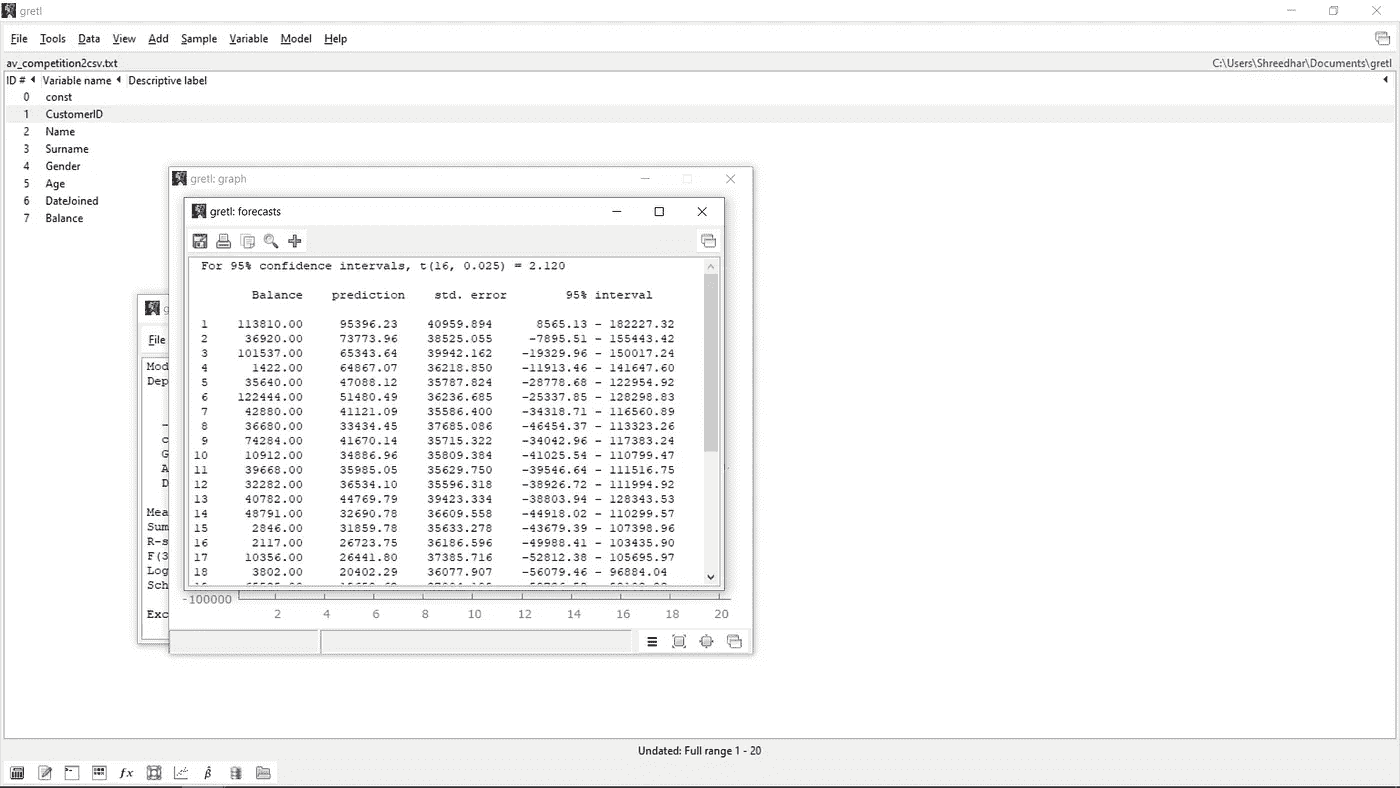 gretl
File Tools Data View Add Sample Variable Model Help
av_competition2csv.txt C:\Users\Shreedhar\Documents\gretl
ID # Variable name Descriptive label
0 const
1 CustomerID
2 Name
3 Surname
4 Gender
5 Age
6 DateJoined
7 Balance
gretl: graph
gretl: forecasts
For 95% confidence intervals, t(16, 0.025) = 2.120
Balance prediction std. error 95% interval
1 113810.00 95396.23 40959.894 8565.13 - 182227.32
2 36920.00 73773.96 38525.055 -7895.51 - 155443.42
3 101537.00 65343.64 39942.162 -19329.96 - 150017.24
4 1422.00 64867.07 36218.850 -11913.46 - 141647.60
5 35640.00 47088.12 35787.824 -28778.68 - 122954.92
6 122444.00 51480.49 36236.685 -25337.85 - 128298.83
7 42880.00 41121.09 35586.400 -34318.71 - 116560.89
8 36680.00 33434.45 37685.086 -46454.37 - 113323.26
9 74284.00 41670.14 35715.322 -34042.96 - 117383.24
10 10912.00 34886.96 35809.384 -41025.54 - 110799.47
11 39668.00 35985.05 35629.750 -39546.64 - 111516.75
12 32282.00 36534.10 35596.318 -38926.72 - 111994.92
13 40782.00 44769.79 39423.334 -38803.94 - 128343.53
14 48791.00 32690.78 36609.558 -44918.02 - 110299.57
15 2846.00 31859.78 35633.278 -43679.39 - 107398.96
16 2117.00 26723.75 36186.596 -49988.41 - 103435.90
17 10356.00 26441.80 37385.716 -52812.38 - 105695.97
18 3802.00 20402.29 36077.907 -56079.46 - 96884.04
File
Mod
Dep
c
G
A
D
Mea
Sum
R-s
F(3
Log
Sch
Exc
-100000
2 4 6 8 10 12 14 16 18 20
Undated: Full range 1 - 20
fx β̂